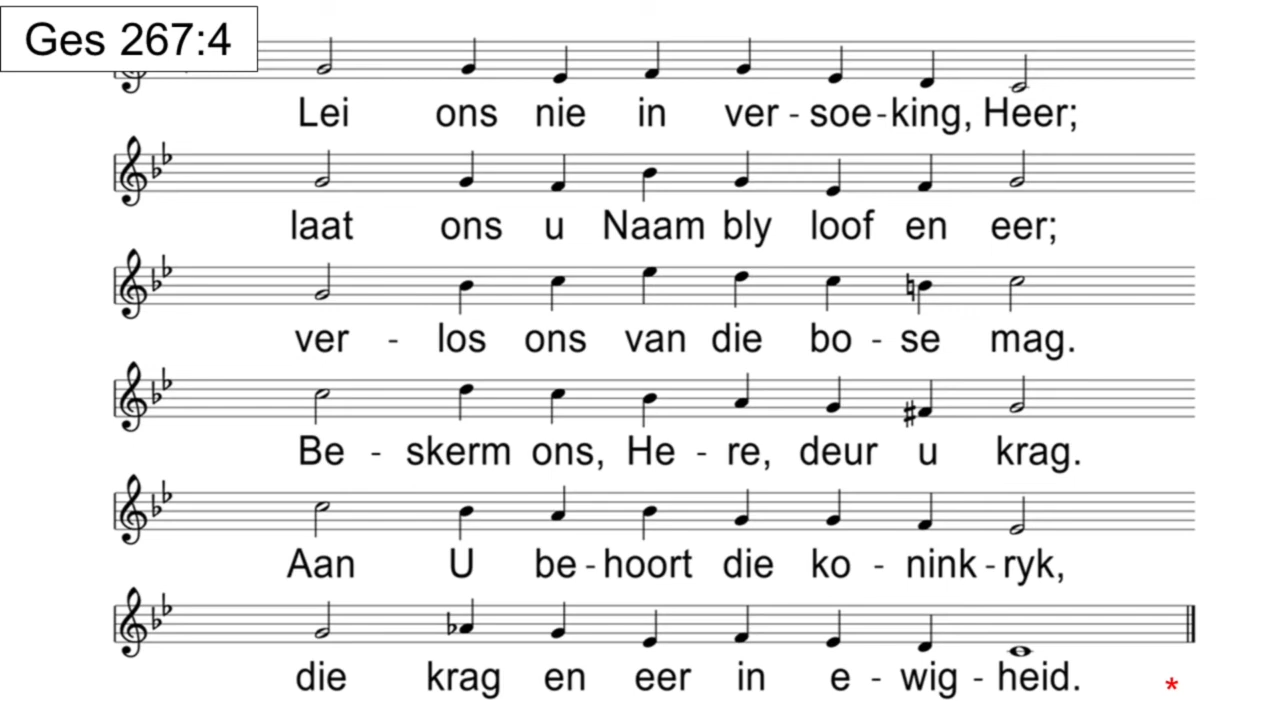 Ges 267:4
Lei ons nie in ver - soe - king, Heer;
laat ons u Naam bly loof en eer;
ver - los ons van die bo - se mag.
Be - skerm ons, He - re, deur u krag.
Aan U be - hoort die ko - nink - ryk,
die krag en eer in e - wig - heid. *